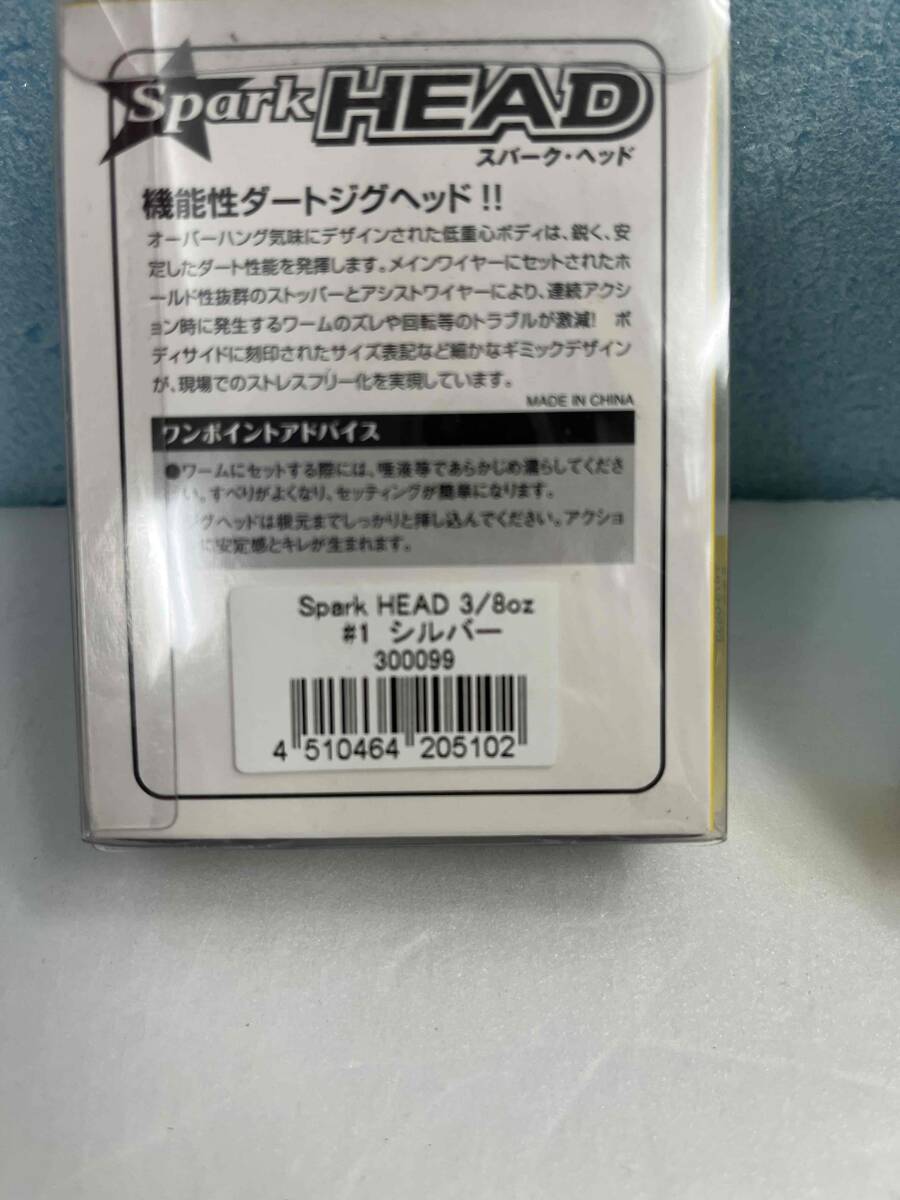 Spark HEAD
スパーク・ヘッド
機能性ダートジグヘッド!!
オーバーハング気味にデザインされた低重心ボディは、鋭く、安
定したダート性能を発揮します。メインワイヤーにセットされたホ
ールド性抜群のストッパーとアシストワイヤーにより、連続アクシ
ョン時に発生するワームのズレや回転等のトラブルが激減! ボ
ディサイドに刻印されたサイズ表記など細かなギミックデザイン
が、現場でのストレスフリー化を実現しています。
MADE IN CHINA
ワンポイントアドバイス
●ワームにセットする際には、唾液等であらかじめ濡らしてくださ
い。すべりがよくなり、セッティングが簡単になります。
グヘッドは根元までしっかりと挿し込んでください。アクショ
に安定感とキレが生まれます。
Spark HEAD 3/8oz
#1 シルバー
300099
4 510464 205102